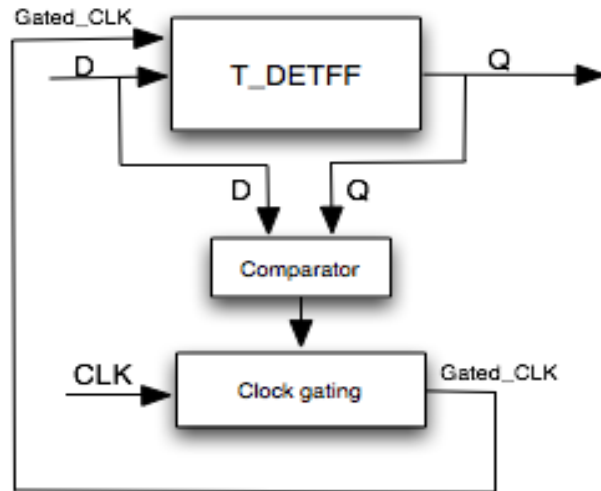 Gated_CLK
D
T_DETFF
Q
D
Q
Comparator
CLK
Clock gating
Gated_CLK